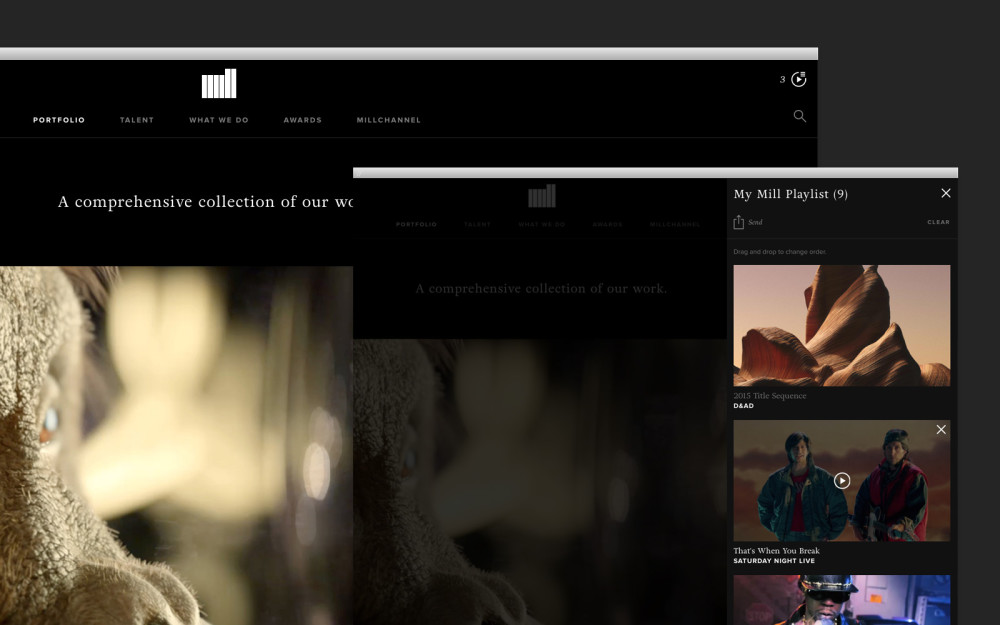 3
PORTFOLIO TALENT WHAT WE DO AWARDS MILLCHANNEL
A comprehensive collection of our wo
PORTFOLIO TALENT WHAT WE DO AWARDS MILLCHANNEL
A comprehensive collection of our work.
My Mill Playlist (9)
Send CLEAR
Drag and drop to change order
2015 Title Sequence
D&AD
That's When You Break
SATURDAY NIGHT LIVE